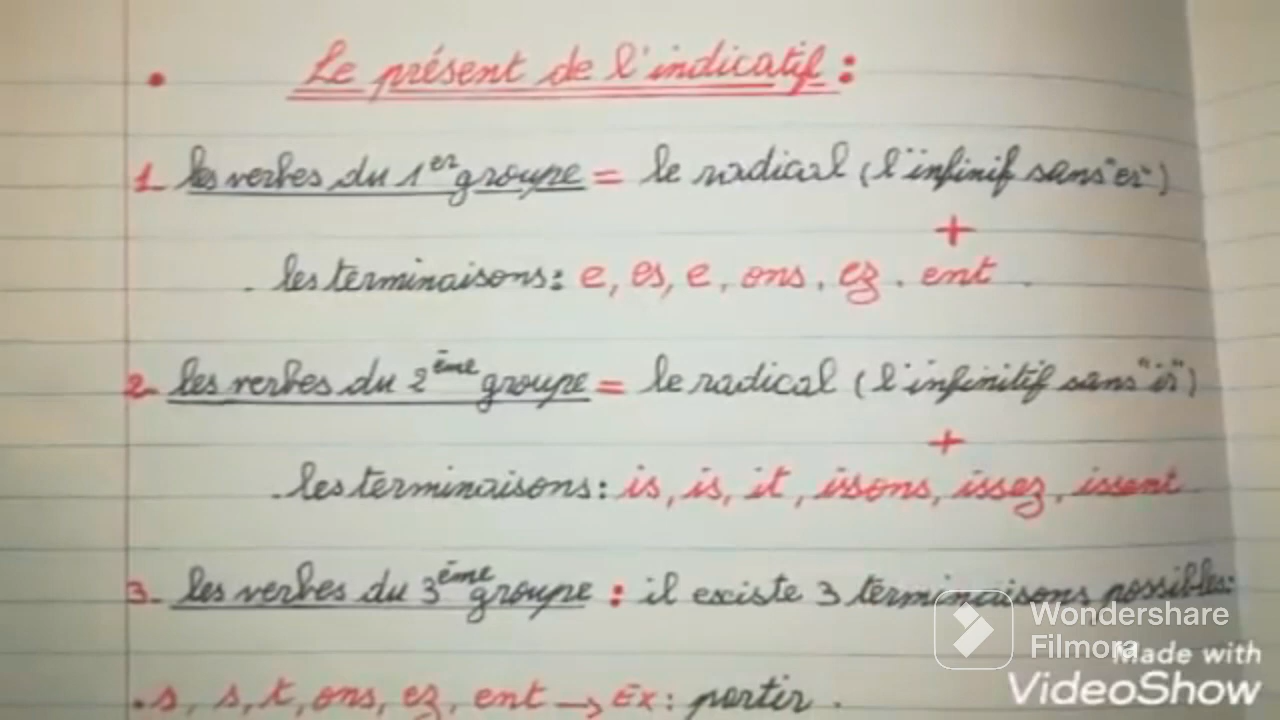 • Le présent de l'indicatif :
1- les verbes du 1er groupe = le radical (l'infinif sans "er")
+
. les terminaisons : e, es, e, ons, ez, ent.
2- les verbes du 2ème groupe = le radical (l'infinitif sans "ir")
+
. les terminaisons : is, is, it, issons, issez, issent
3- les verbes du 3ème groupe : il existe 3 terminaisons possibles :
. s, s, t, ons, ez, ent → Ex : partir.
Wondershare
Filmora
Made with
VideoShow